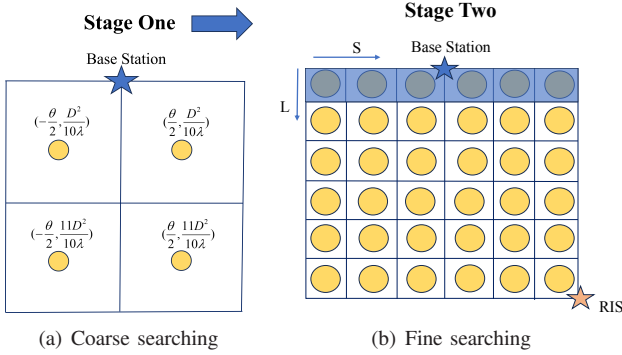 Stage One
Stage Two
Base Station
S
Base Station
L
(-θ/2, D²/10λ)
(θ/2, D²/10λ)
(-θ/2, 11D²/10λ)
(θ/2, 11D²/10λ)
RIS
(a) Coarse searching
(b) Fine searching